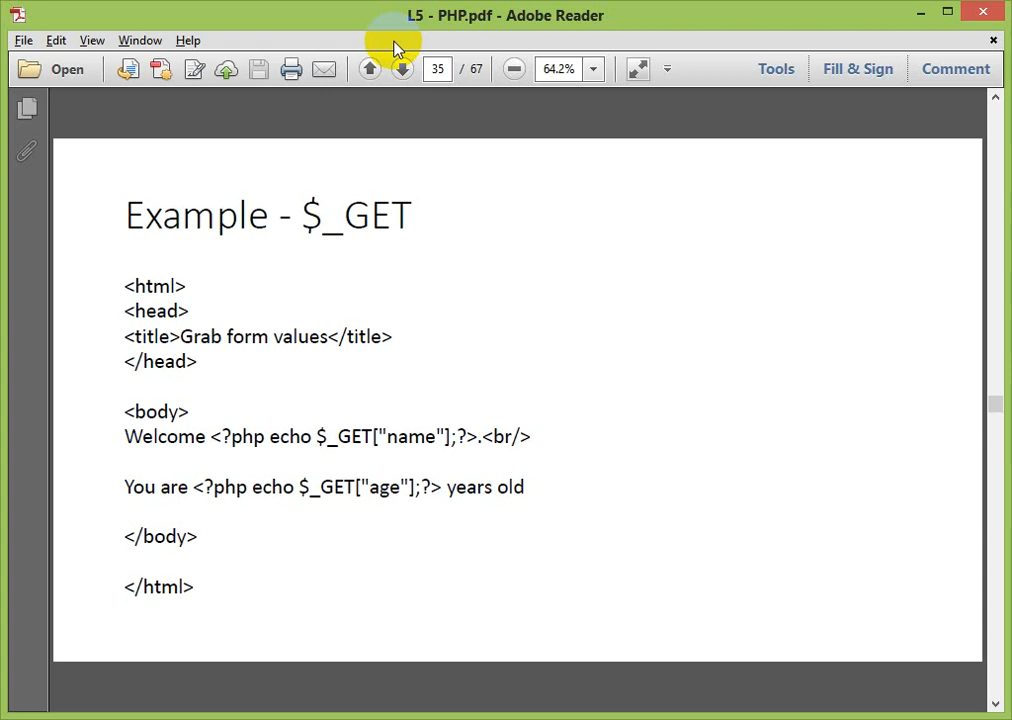 L5 - PHP.pdf - Adobe Reader
File Edit View Window Help
Open 35 / 67 64.2% Tools Fill & Sign Comment
Example - $_GET
<html>
<head>
<title>Grab form values</title>
</head>
<body>
Welcome <?php echo $_GET["name"];?>.<br/>
You are <?php echo $_GET["age"];?> years old
</body>
</html>